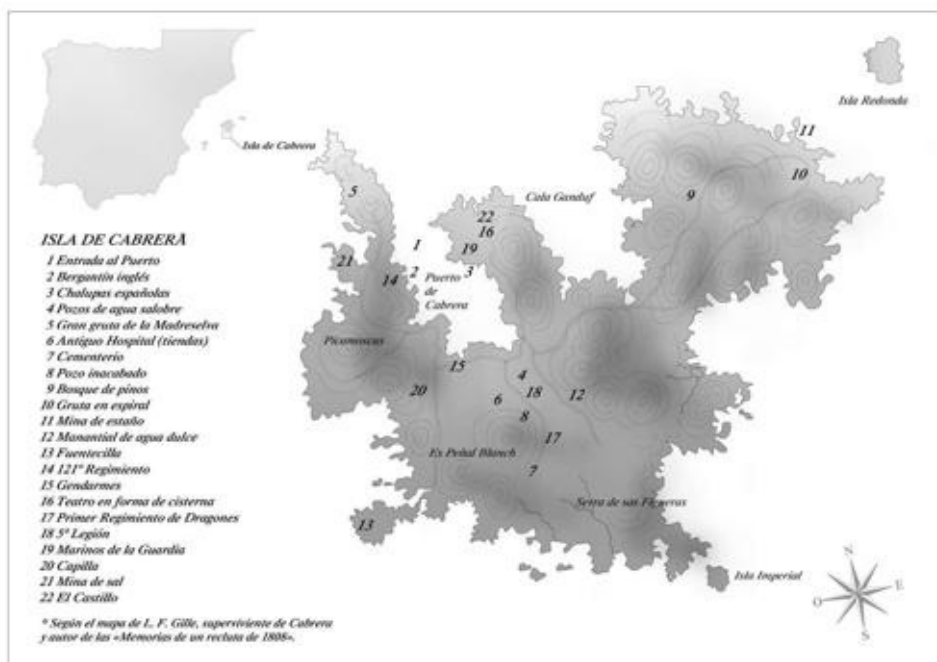 Isla de Cabrera
Isla Redonda
ISLA DE CABRERA
1 Entrada al Puerto
2 Bergantín inglés
3 Chalupas españolas
4 Pozos de agua salobre
5 Gran gruta de la Madreselva
6 Antiguo Hospital (tiendas)
7 Cementerio
8 Pozo inacabado
9 Bosque de pinos
10 Gruta en espiral
11 Mina de estaño
12 Manantial de agua dulce
13 Fuentecilla
14 121º Regimiento
15 Gendarmes
16 Teatro en forma de cisterna
17 Primer Regimiento de Dragones
18 5ª Legión
19 Marinos de la Guardia
20 Capilla
21 Mina de sal
22 El Castillo
* Según el mapa de L. F. Gille, superviviente de Cabrera
y autor de las «Memorias de un recluta de 1808».
11
10
9
5
Cala Ganduf
22
16
19
1
21
14
2
3
Puerto
de
Cabrera
Picamoscas
15
20
4
18
12
6
8
17
Es Peñal Blanch
7
Serra de sas Figueras
13
Isla Imperial
N
E
S
O